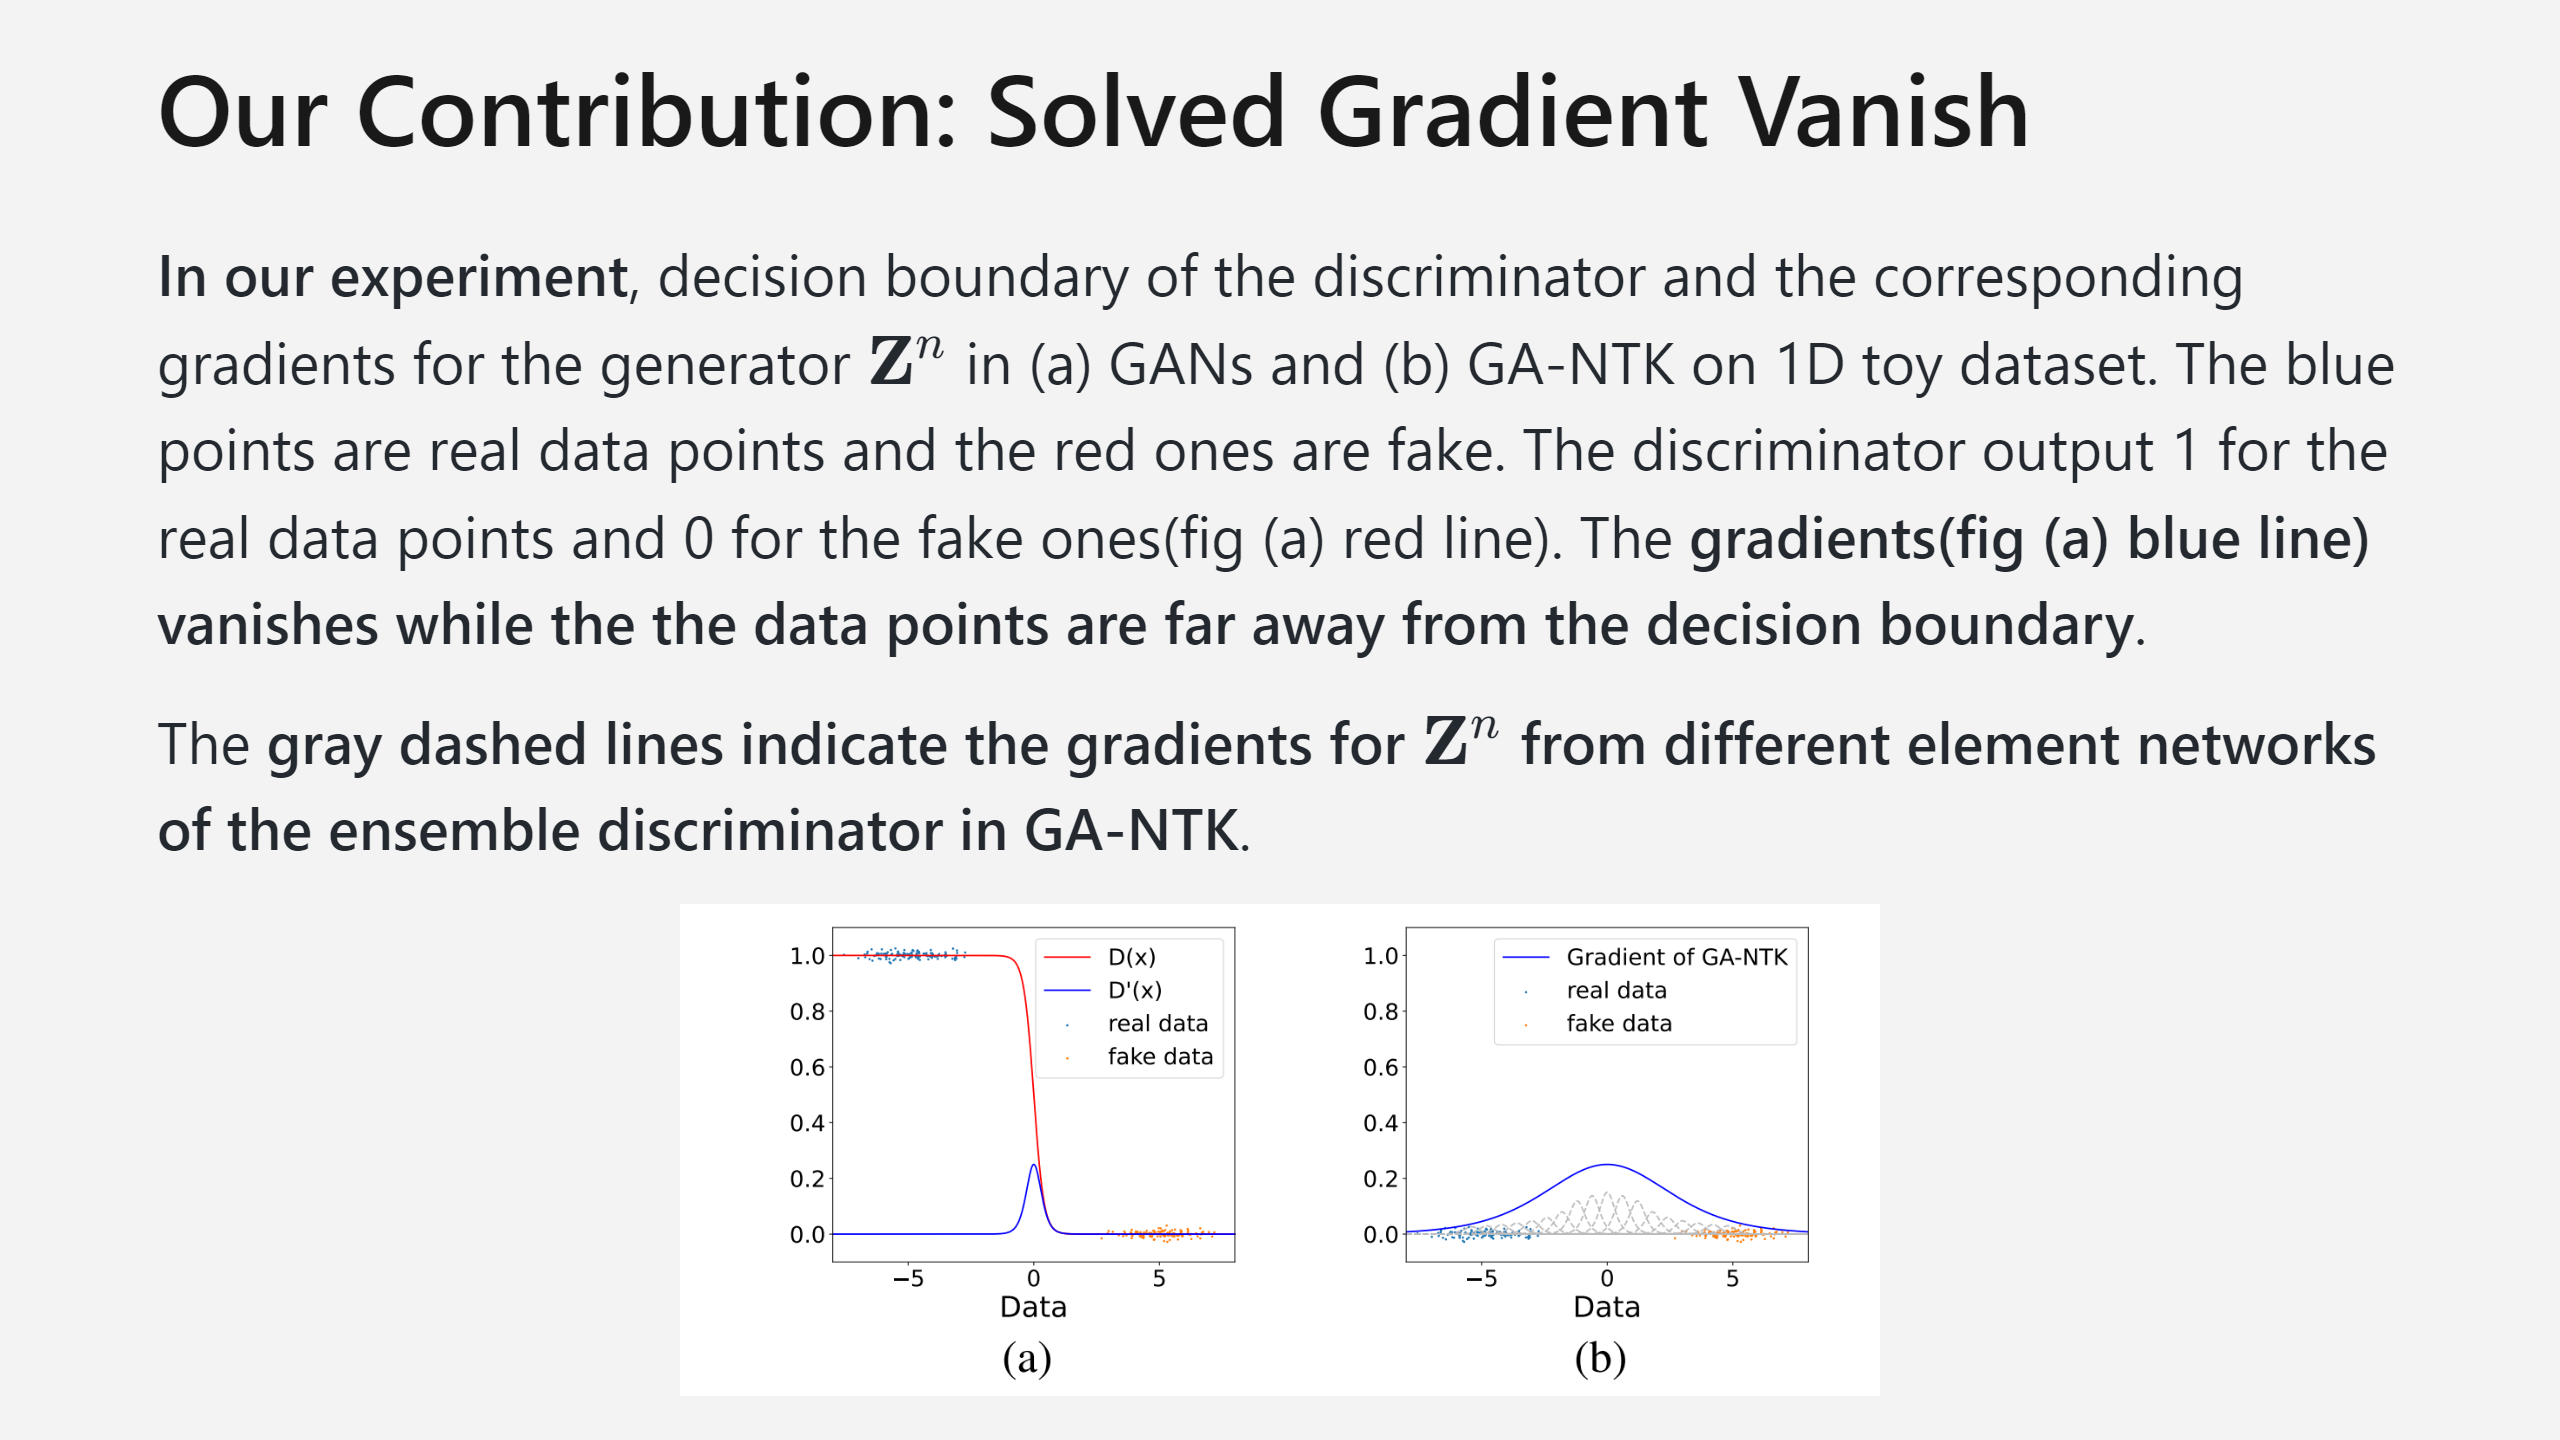 Our Contribution: Solved Gradient Vanish
In our experiment, decision boundary of the discriminator and the corresponding
gradients for the generator Zⁿ in (a) GANs and (b) GA-NTK on 1D toy dataset. The blue
points are real data points and the red ones are fake. The discriminator output 1 for the
real data points and 0 for the fake ones(fig (a) red line). The gradients(fig (a) blue line)
vanishes while the the data points are far away from the decision boundary.
The gray dashed lines indicate the gradients for Zⁿ from different element networks
of the ensemble discriminator in GA-NTK.
1.0
0.8
0.6
0.4
0.2
0.0
D(x)
D'(x)
real data
fake data
−5 0 5
Data
(a)
1.0
0.8
0.6
0.4
0.2
0.0
Gradient of GA-NTK
real data
fake data
−5 0 5
Data
(b)